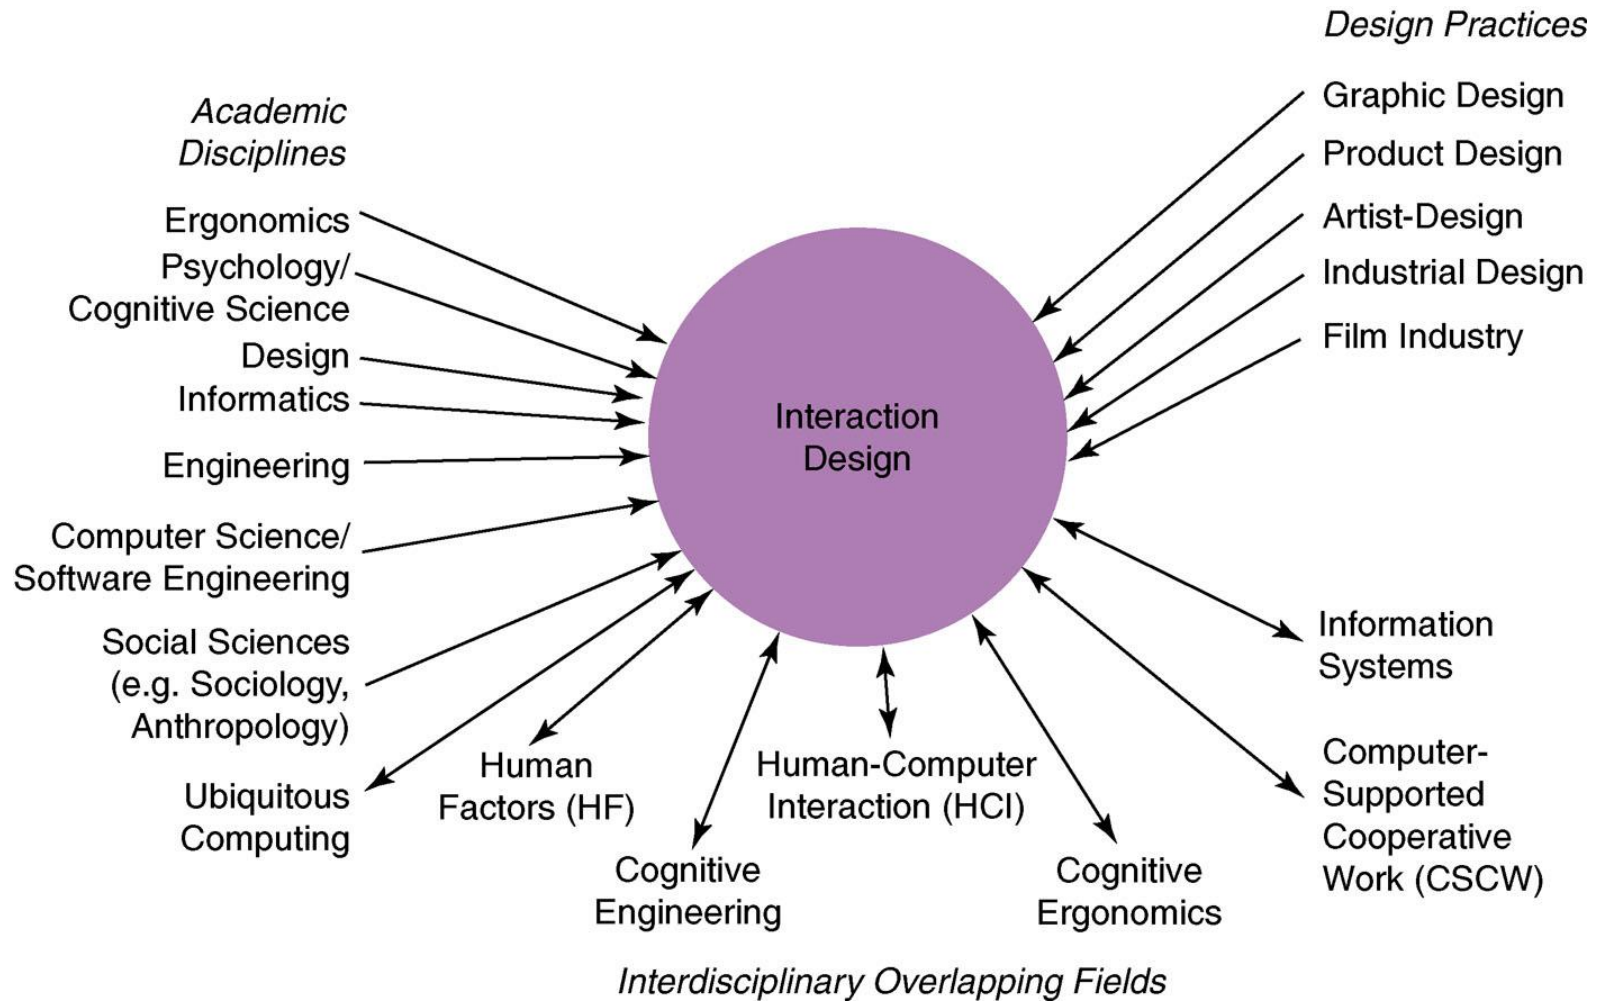 Design Practices
Graphic Design
Product Design
Artist-Design
Industrial Design
Film Industry
Academic
Disciplines
Ergonomics
Psychology/
Cognitive Science
Design
Informatics
Engineering
Computer Science/
Software Engineering
Social Sciences
(e.g. Sociology,
Anthropology)
Ubiquitous
Computing
Interaction
Design
Human
Factors (HF)
Cognitive
Engineering
Human-Computer
Interaction (HCI)
Cognitive
Ergonomics
Information
Systems
Computer-
Supported
Cooperative
Work (CSCW)
Interdisciplinary Overlapping Fields